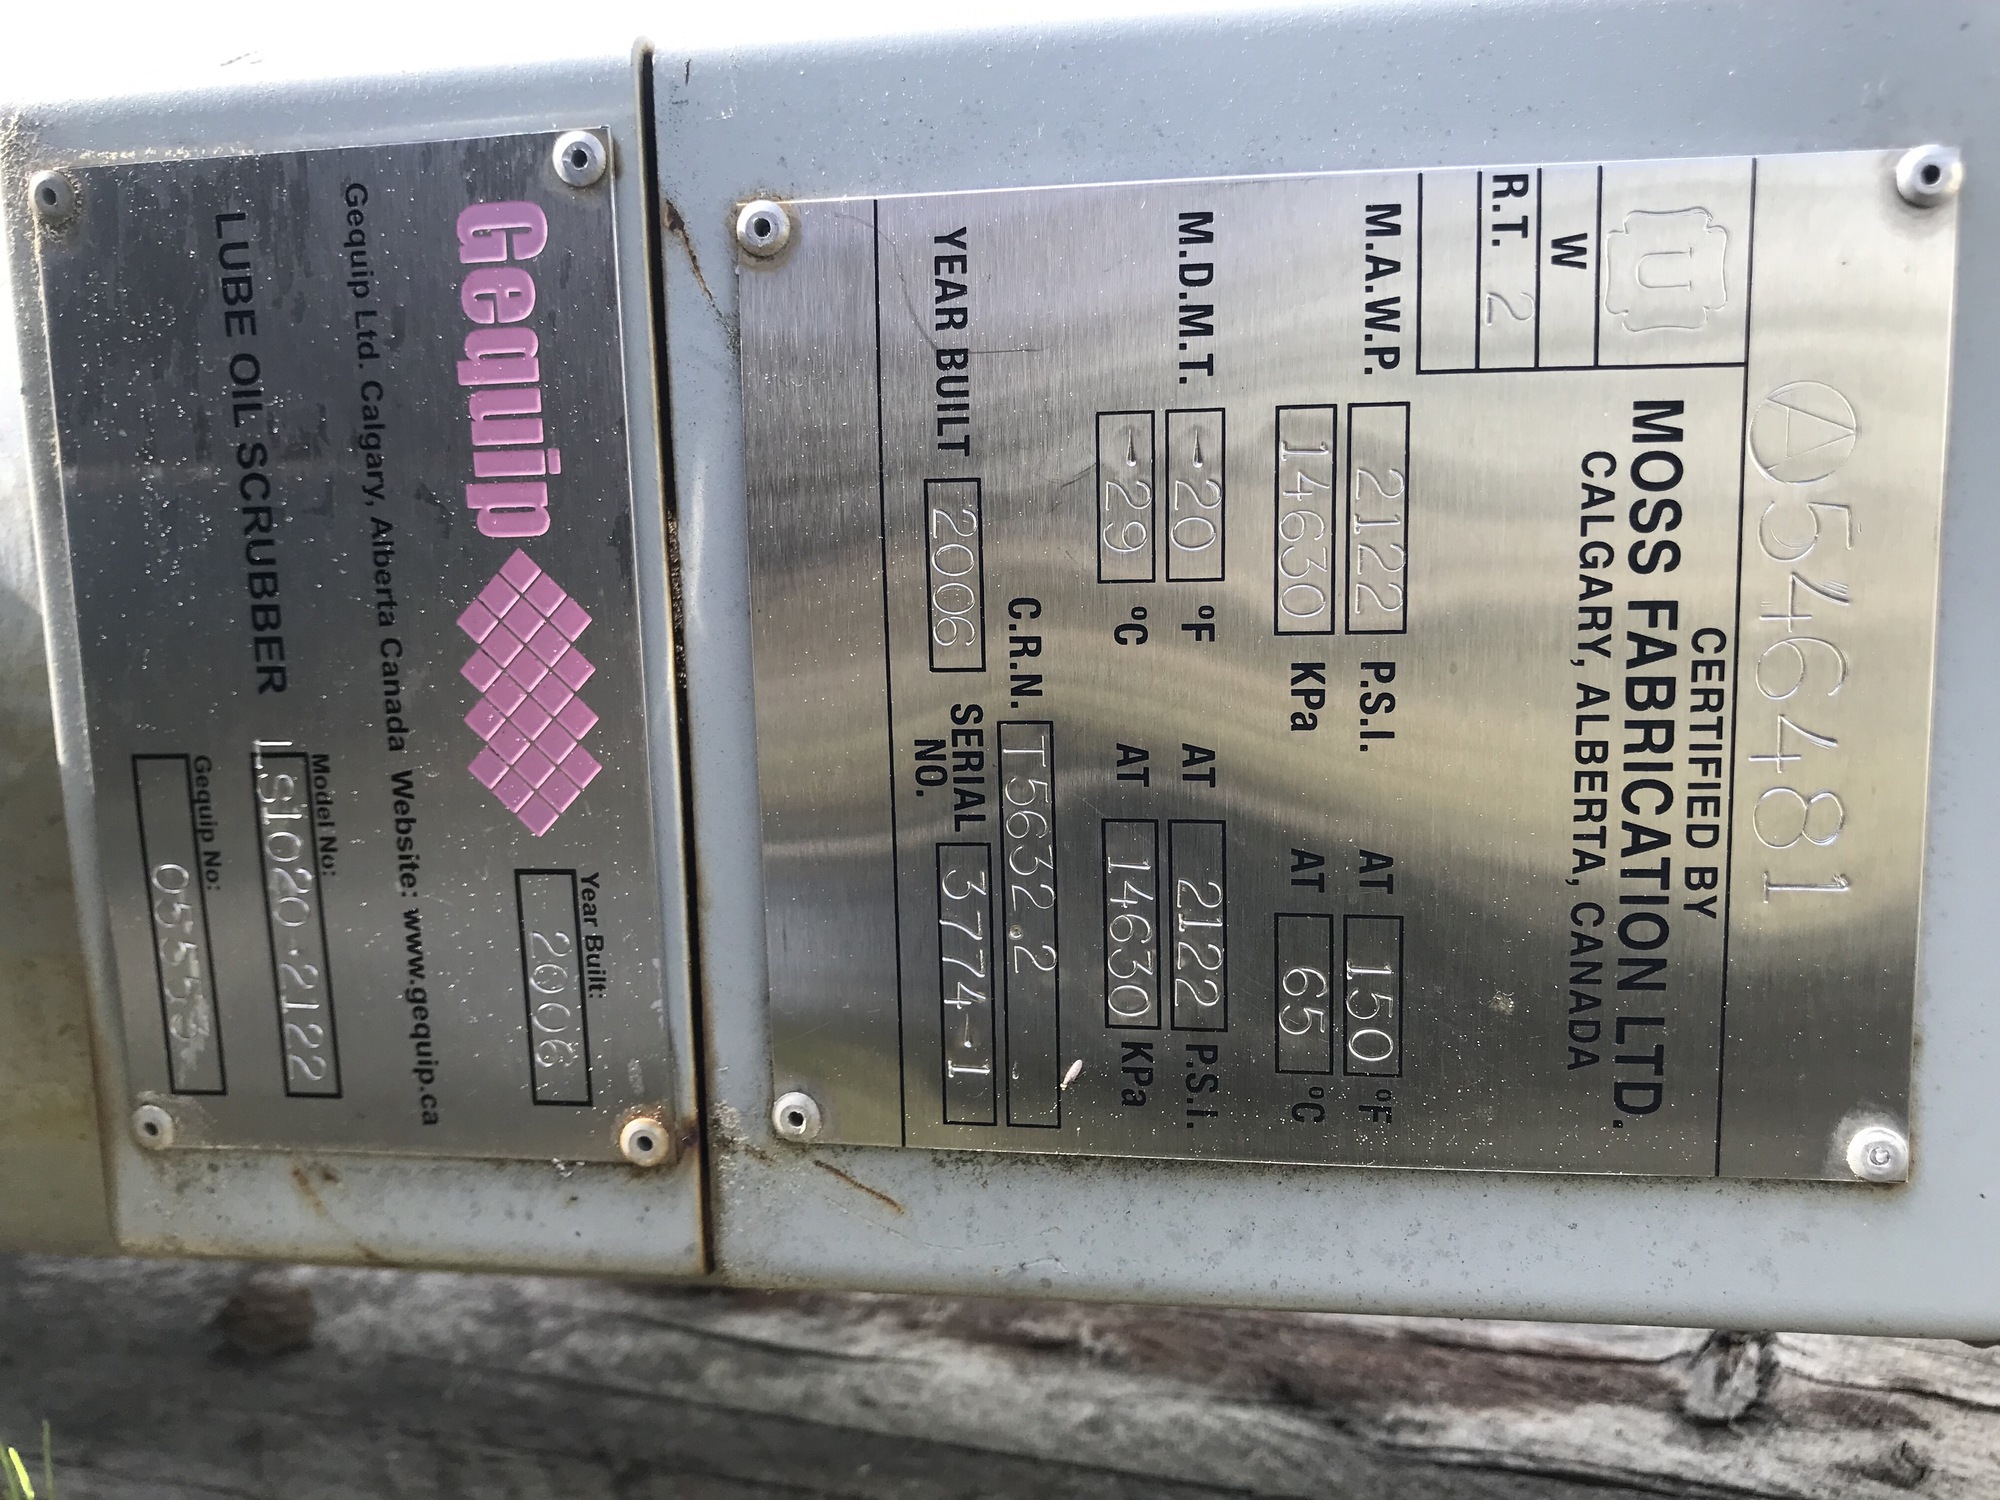 A546481
CERTIFIED BY
MOSS FABRICATION LTD.
CALGARY, ALBERTA, CANADA
U
W
R.T. 2
M.A.W.P. 2122 P.S.I. AT 150 °F
14630 KPa AT 65 °C
M.D.M.T. -20 °F AT 2122 P.S.I.
-29 °C AT 14630 KPa
C.R.N. T5632.2
YEAR BUILT 2006 SERIAL NO. 3774-1
Gequip
Year Built: 2006
Gequip Ltd. Calgary, Alberta Canada Website: www.gequip.ca
Model No:
LUBE OIL SCRUBBER LS1020-2122
Gequip No: